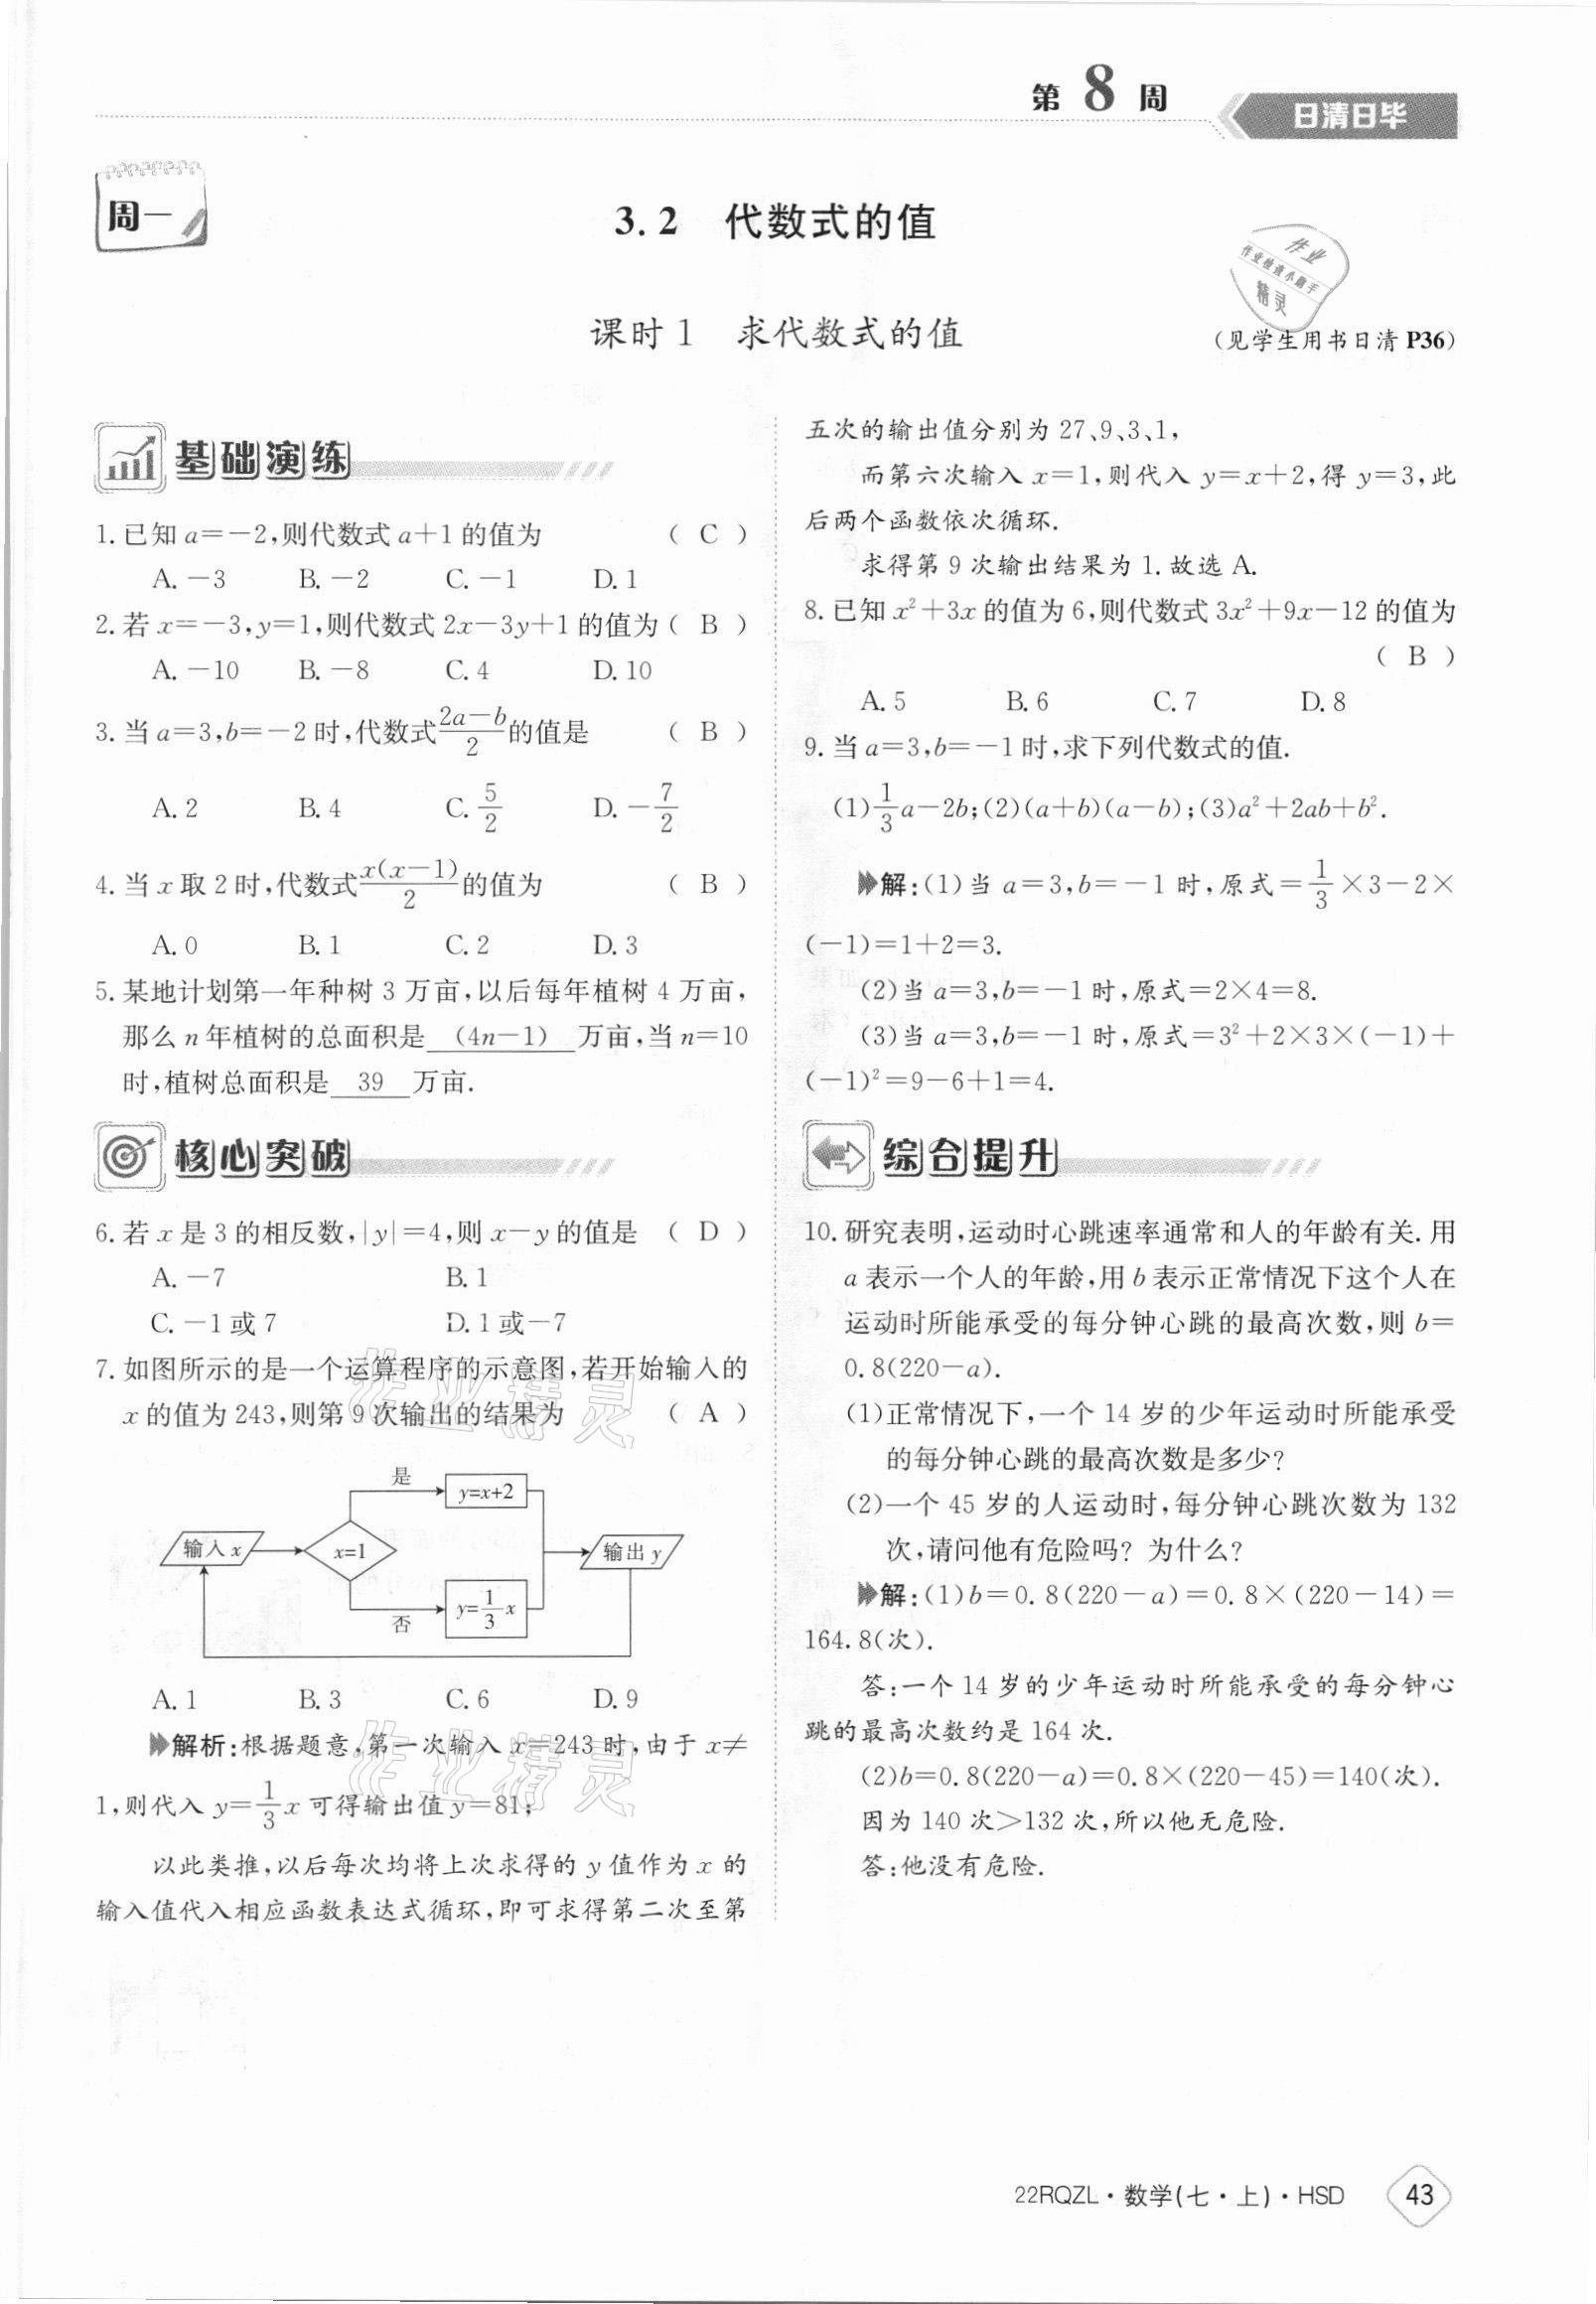 第 8 周
日清日毕
周一
3.2 代数式的值
课时1 求代数式的值
(见学生用书日清 P36)
基础演练
1. 已知 a=-2,则代数式 a+1 的值为 ( C )
A. -3 B. -2 C. -1 D. 1
2. 若 x=-3,y=1,则代数式 2x-3y+1 的值为 ( B )
A. -10 B. -8 C. 4 D. 10
3. 当 a=3,b=-2 时,代数式 (2a-b)/2 的值是 ( B )
A. 2 B. 4 C. 5/2 D. -7/2
4. 当 x 取 2 时,代数式 x(x-1)/2 的值为 ( B )
A. 0 B. 1 C. 2 D. 3
5. 某地计划第一年种树 3 万亩,以后每年植树 4 万亩,
那么 n 年植树的总面积是 (4n-1) 万亩,当 n=10
时,植树总面积是 39 万亩.
核心突破
6. 若 x 是 3 的相反数,|y|=4,则 x-y 的值是 ( D )
A. -7 B. 1
C. -1 或 7 D. 1 或 -7
7. 如图所示的是一个运算程序的示意图,若开始输入的
x 的值为 243,则第 9 次输出的结果为 ( A )
是
y=x+2
输入 x
x=1
输出 y
否
y=1/3 x
A. 1 B. 3 C. 6 D. 9
解析:根据题意,第一次输入 x=243 时,由于 x≠
1,则代入 y=1/3 x 可得输出值 y=81;
以此类推,以后每次均将上次求得的 y 值作为 x 的
输入值代入相应函数表达式循环,即可求得第二次至第
五次的输出值分别为 27、9、3、1,
而第六次输入 x=1,则代入 y=x+2,得 y=3,此
后两个函数依次循环.
求得第 9 次输出结果为 1. 故选 A.
8. 已知 x²+3x 的值为 6,则代数式 3x²+9x-12 的值为
( B )
A. 5 B. 6 C. 7 D. 8
9. 当 a=3,b=-1 时,求下列代数式的值.
(1) 1/3 a-2b;(2)(a+b)(a-b);(3)a²+2ab+b².
解:(1)当 a=3,b=-1 时,原式=1/3×3-2×
(-1)=1+2=3.
(2)当 a=3,b=-1 时,原式=2×4=8.
(3)当 a=3,b=-1 时,原式=3²+2×3×(-1)+
(-1)²=9-6+1=4.
综合提升
10. 研究表明,运动时心跳速率通常和人的年龄有关. 用
a 表示一个人的年龄,用 b 表示正常情况下这个人在
运动时所能承受的每分钟心跳的最高次数,则 b=
0.8(220-a).
(1)正常情况下,一个 14 岁的少年运动时所能承受
的每分钟心跳的最高次数是多少?
(2)一个 45 岁的人运动时,每分钟心跳次数为 132
次,请问他有危险吗? 为什么?
解:(1)b=0.8(220-a)=0.8×(220-14)=
164.8(次).
答:一个 14 岁的少年运动时所能承受的每分钟心
跳的最高次数约是 164 次.
(2)b=0.8(220-a)=0.8×(220-45)=140(次).
因为 140 次>132 次,所以他无危险.
答:他没有危险.
作业
作业检查小助手
精灵
作业精灵
作业精灵
22RQZL·数学(七·上)·HSD 43